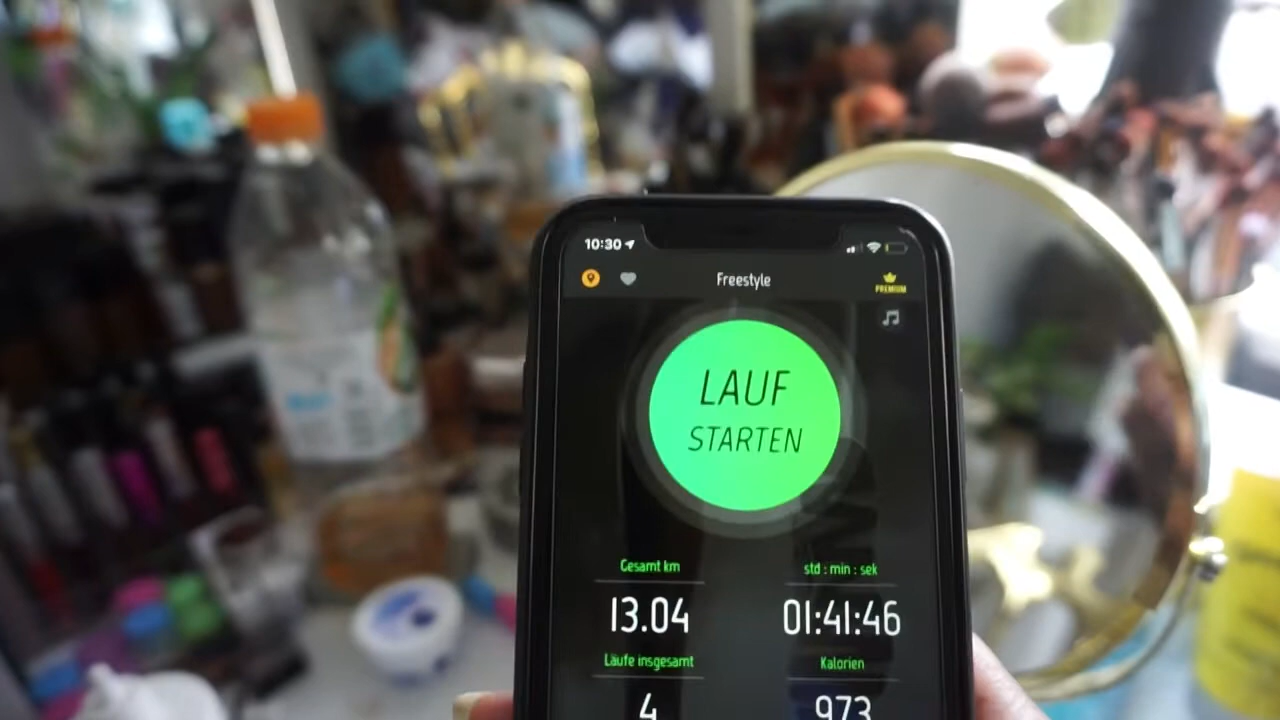 10:30
Freestyle
PREMIUM
LAUF
STARTEN
Gesamt km
std : min : sek
13.04
01:41:46
Läufe insgesamt
Kalorien
4
973